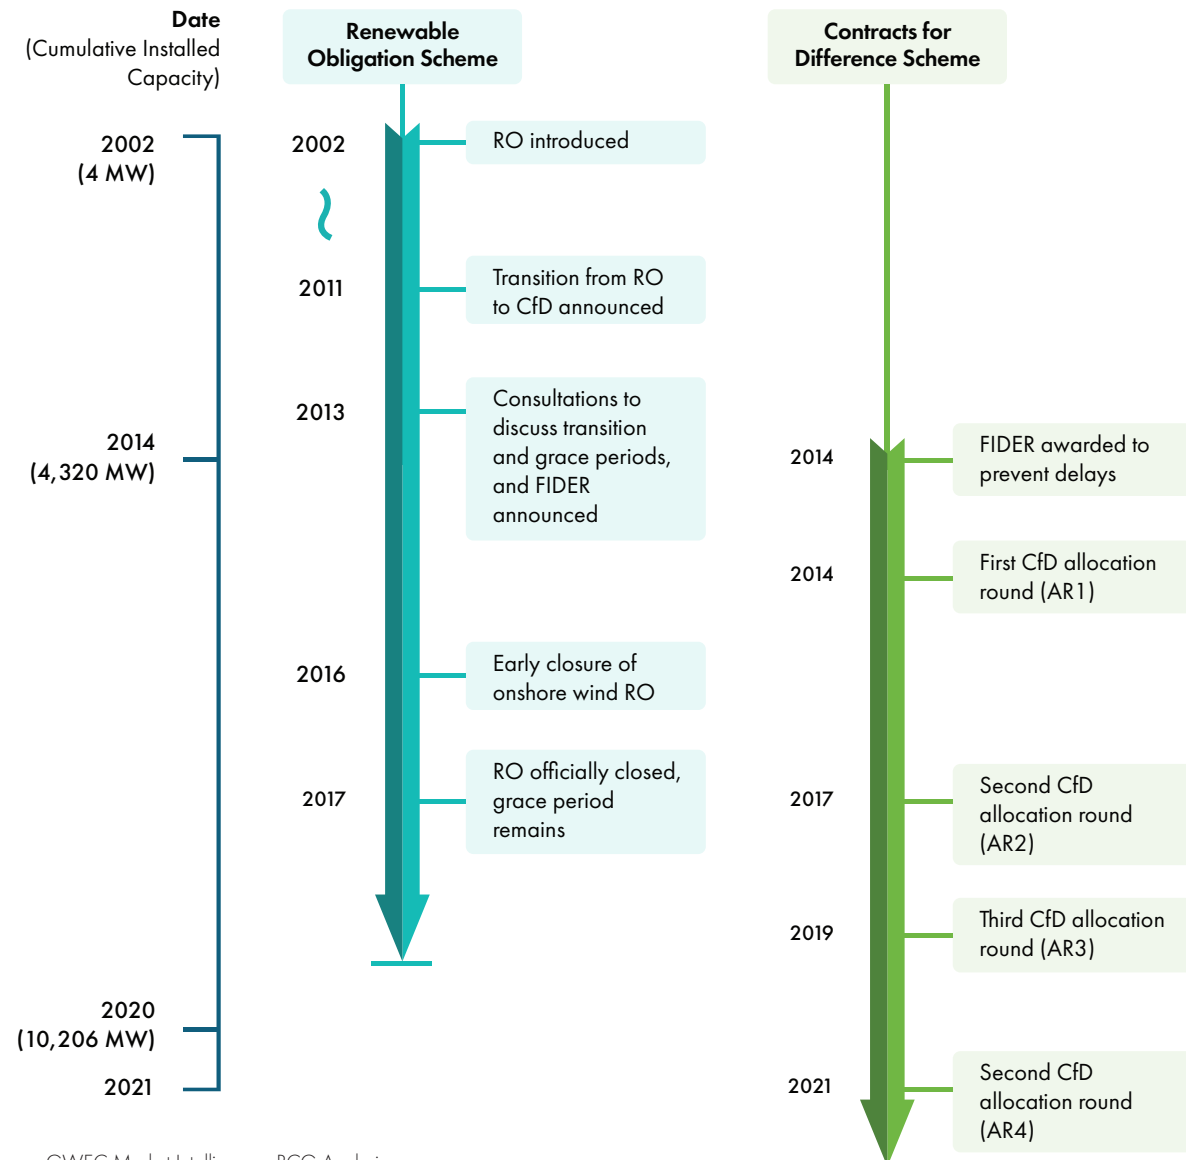 Date
(Cumulative Installed
Capacity)
2002
(4 MW)
2014
(4,320 MW)
2020
(10,206 MW)
2021
Renewable
Obligation Scheme
2002
RO introduced
2011
Transition from RO
to CfD announced
2013
Consultations to
discuss transition
and grace periods,
and FIDER
announced
2016
Early closure of
onshore wind RO
2017
RO officially closed,
grace period
remains
Contracts for
Difference Scheme
2014
FIDER awarded to
prevent delays
2014
First CfD allocation
round (AR1)
2017
Second CfD
allocation round
(AR2)
2019
Third CfD allocation
round (AR3)
2021
Second CfD
allocation round
(AR4)